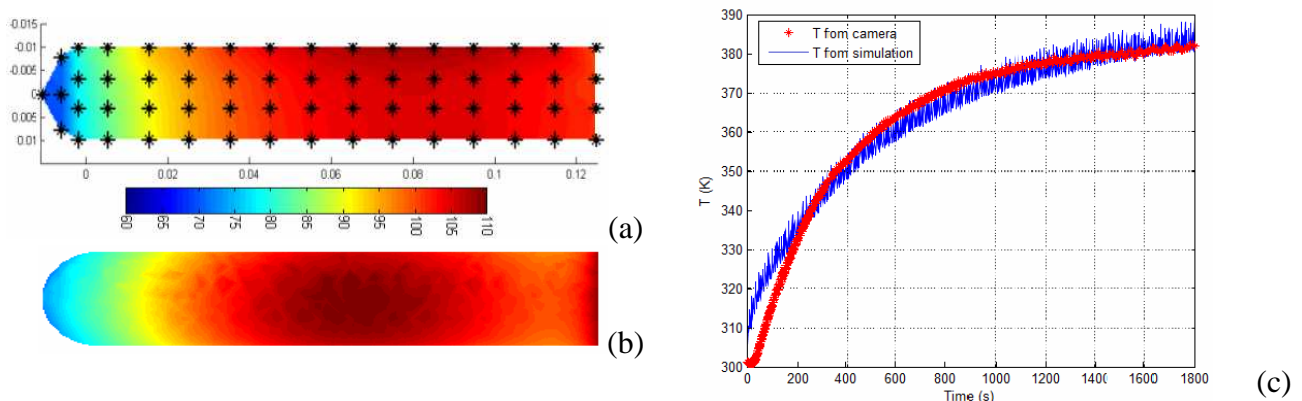 -0.015
-0.01
-0.005
0
0.005
0.01
0 0.02 0.04 0.06 0.08 0.1 0.12
60 65 70 75 80 85 90 95 100 105 110
(a)
(b)
390
380
370
360
350
340
330
320
310
300
T (K)
T fom camera
T fom simulation
0 200 400 600 800 1000 1200 1400 1600 1800
Time (s)
(c)